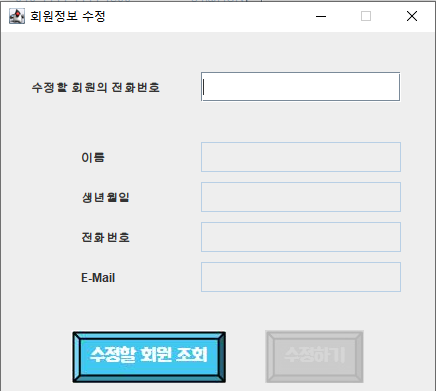 회원정보 수정
수정할 회원의 전화번호
이름
생년월일
전화번호
E-Mail
수정할 회원 조회
수정하기